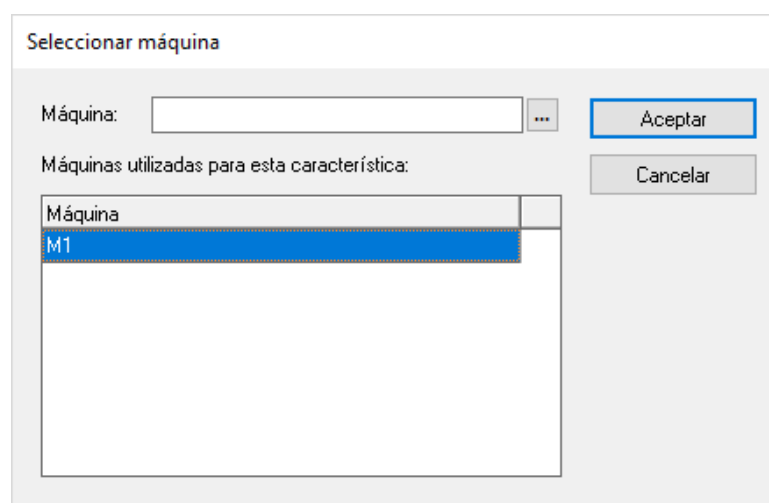 Seleccionar máquina
Máquina: ... Aceptar
Máquinas utilizadas para esta característica: Cancelar
Máquina
M1